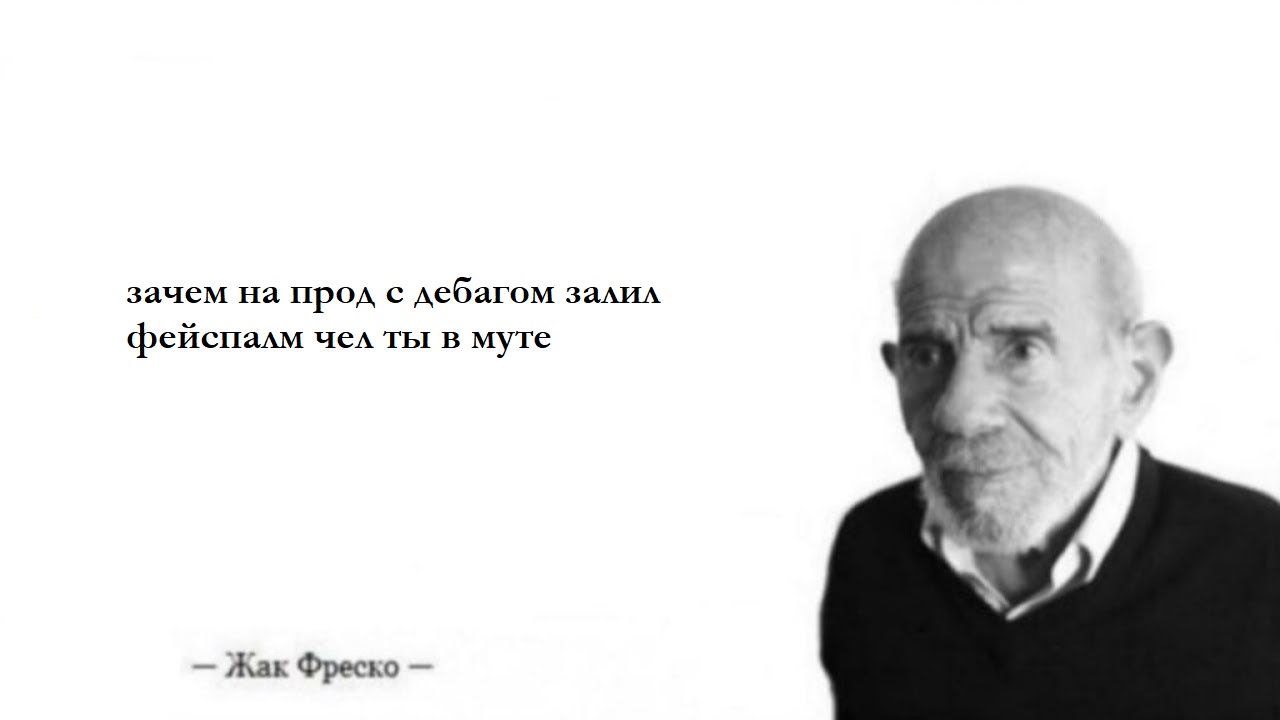 зачем на прод с дебагом залил
фейспалм чел ты в муте
— Жак Фреско —